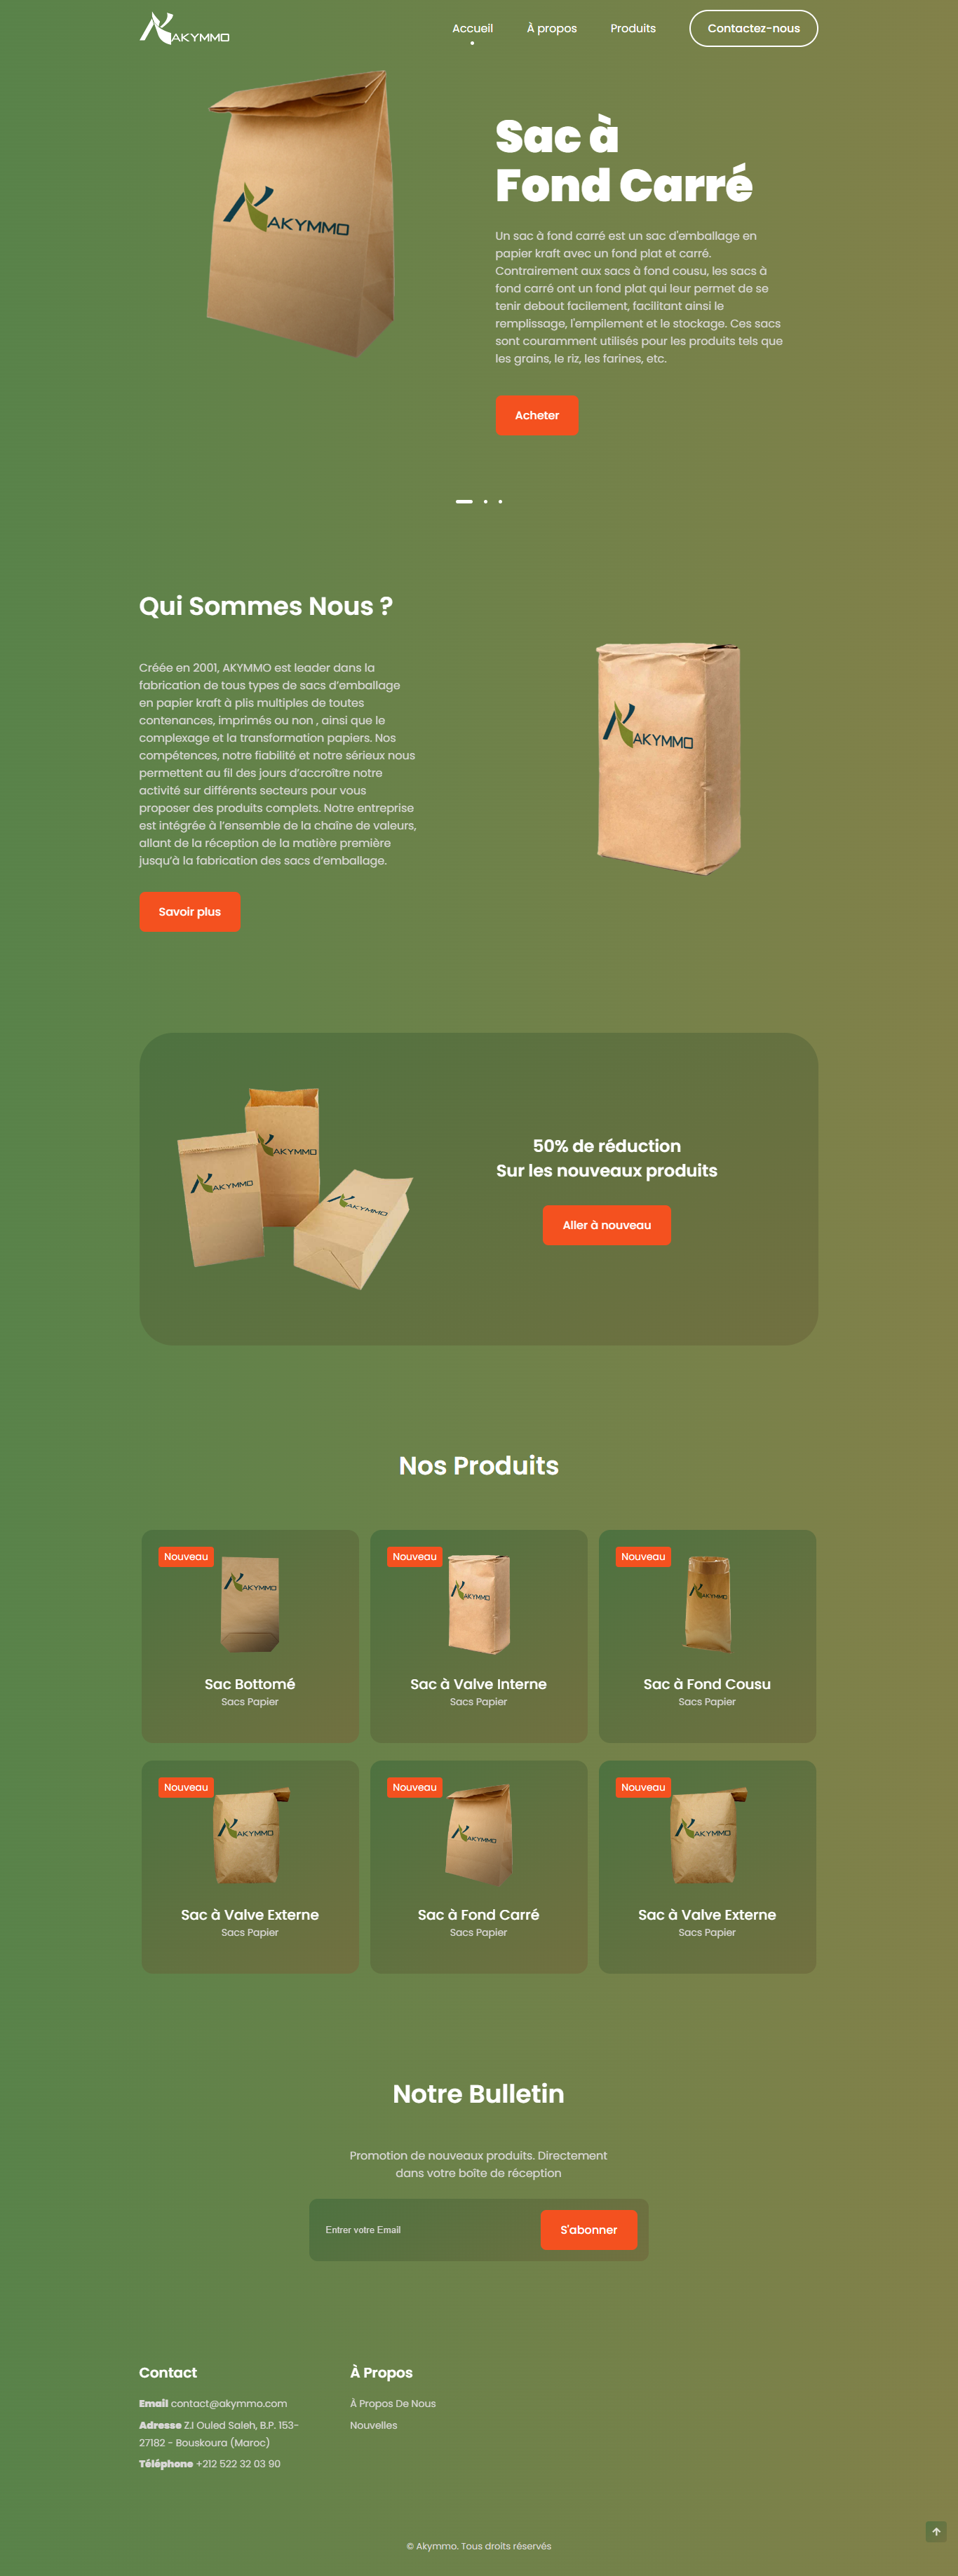 AKYMMO
Accueil
À propos
Produits
Contactez-nous
AKYMMO
Sac à
Fond Carré
Un sac à fond carré est un sac d'emballage en
papier kraft avec un fond plat et carré.
Contrairement aux sacs à fond cousu, les sacs à
fond carré ont un fond plat qui leur permet de se
tenir debout facilement, facilitant ainsi le
remplissage, l'empilement et le stockage. Ces sacs
sont couramment utilisés pour les produits tels que
les grains, le riz, les farines, etc.
Acheter
Qui Sommes Nous ?
Créée en 2001, AKYMMO est leader dans la
fabrication de tous types de sacs d’emballage
en papier kraft à plis multiples de toutes
contenances, imprimés ou non , ainsi que le
complexage et la transformation papiers. Nos
compétences, notre fiabilité et notre sérieux nous
permettent au fil des jours d’accroître notre
activité sur différents secteurs pour vous
proposer des produits complets. Notre entreprise
est intégrée à l’ensemble de la chaîne de valeurs,
allant de la réception de la matière première
jusqu’à la fabrication des sacs d’emballage.
Savoir plus
AKYMMO
AKYMMO
AKYMMO
AKYMMO
50% de réduction
Sur les nouveaux produits
Aller à nouveau
Nos Produits
Nouveau
AKYMMO
Sac Bottomé
Sacs Papier
Nouveau
AKYMMO
Sac à Valve Interne
Sacs Papier
Nouveau
AKYMMO
Sac à Fond Cousu
Sacs Papier
Nouveau
AKYMMO
Sac à Valve Externe
Sacs Papier
Nouveau
AKYMMO
Sac à Fond Carré
Sacs Papier
Nouveau
AKYMMO
Sac à Valve Externe
Sacs Papier
Notre Bulletin
Promotion de nouveaux produits. Directement
dans votre boîte de réception
Entrer votre Email
S'abonner
Contact
Email contact@akymmo.com
Adresse Z.I Ouled Saleh, B.P. 153-
27182 - Bouskoura (Maroc)
Téléphone +212 522 32 03 90
À Propos
À Propos De Nous
Nouvelles
© Akymmo. Tous droits réservés